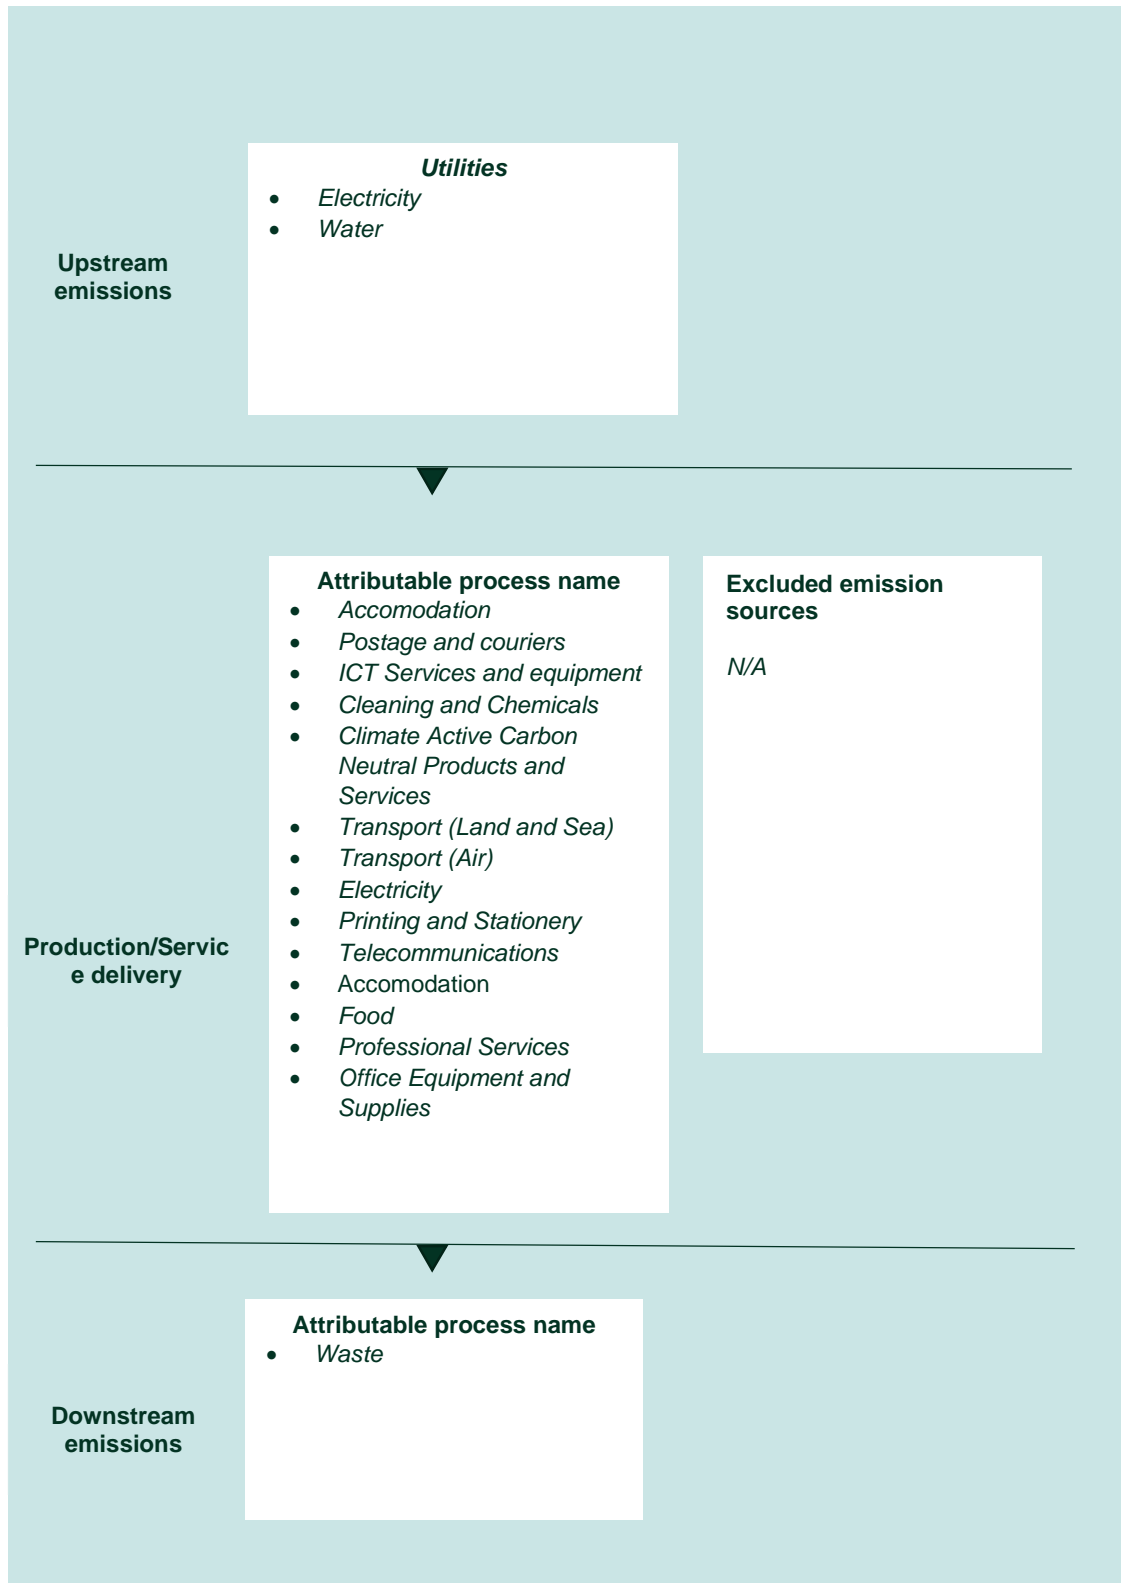 Utilities
• Electricity
• Water
Upstream
emissions
Attributable process name
• Accomodation
• Postage and couriers
• ICT Services and equipment
• Cleaning and Chemicals
• Climate Active Carbon
Neutral Products and
Services
• Transport (Land and Sea)
• Transport (Air)
• Electricity
• Printing and Stationery
• Telecommunications
• Accomodation
• Food
• Professional Services
• Office Equipment and
Supplies
Excluded emission
sources
N/A
Production/Servic
e delivery
Attributable process name
• Waste
Downstream
emissions